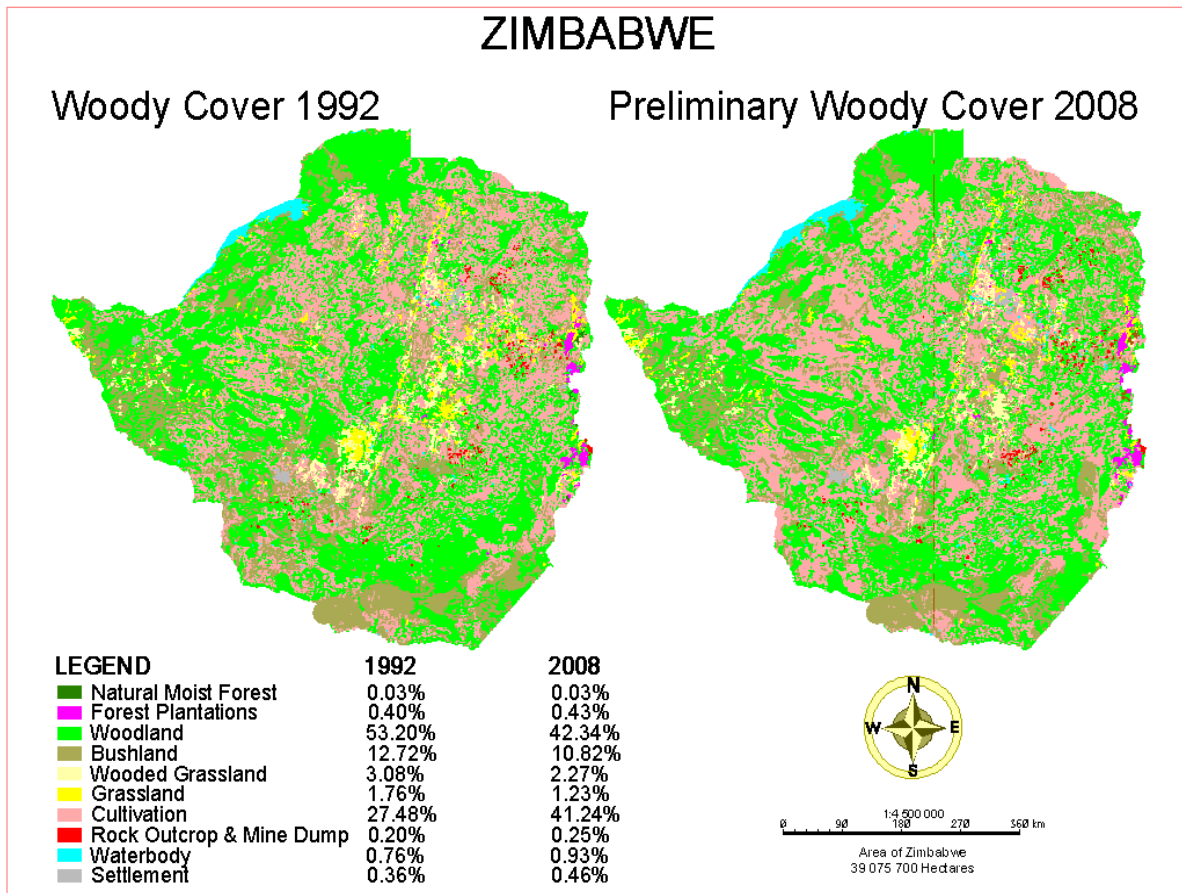 ZIMBABWE
Woody Cover 1992
Preliminary Woody Cover 2008
LEGEND 1992 2008
Natural Moist Forest 0.03% 0.03%
Forest Plantations 0.40% 0.43%
Woodland 53.20% 42.34%
Bushland 12.72% 10.82%
Wooded Grassland 3.08% 2.27%
Grassland 1.76% 1.23%
Cultivation 27.48% 41.24%
Rock Outcrop & Mine Dump 0.20% 0.25%
Waterbody 0.76% 0.93%
Settlement 0.36% 0.46%
N
W E
S
1:4 500 000
0 90 180 270 360 km
Area of Zimbabwe
39 075 700 Hectares